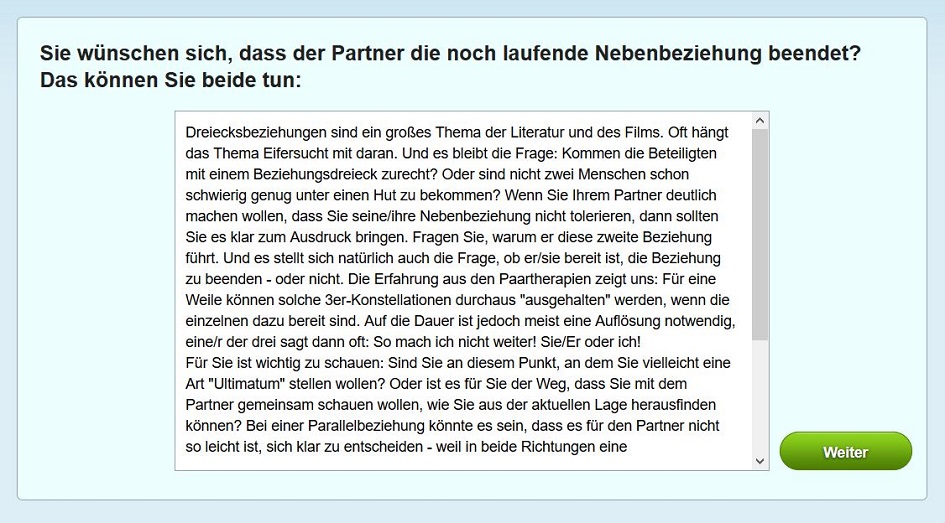 Sie wünschen sich, dass der Partner die noch laufende Nebenbeziehung beendet?
Das können Sie beide tun:
Dreiecksbeziehungen sind ein großes Thema der Literatur und des Films. Oft hängt
das Thema Eifersucht mit daran. Und es bleibt die Frage: Kommen die Beteiligten
mit einem Beziehungsdreieck zurecht? Oder sind nicht zwei Menschen schon
schwierig genug unter einen Hut zu bekommen? Wenn Sie Ihrem Partner deutlich
machen wollen, dass Sie seine/ihre Nebenbeziehung nicht tolerieren, dann sollten
Sie es klar zum Ausdruck bringen. Fragen Sie, warum er diese zweite Beziehung
führt. Und es stellt sich natürlich auch die Frage, ob er/sie bereit ist, die Beziehung
zu beenden - oder nicht. Die Erfahrung aus den Paartherapien zeigt uns: Für eine
Weile können solche 3er-Konstellationen durchaus "ausgehalten" werden, wenn die
einzelnen dazu bereit sind. Auf die Dauer ist jedoch meist eine Auflösung notwendig,
eine/r der drei sagt dann oft: So mach ich nicht weiter! Sie/Er oder ich!
Für Sie ist wichtig zu schauen: Sind Sie an diesem Punkt, an dem Sie vielleicht eine
Art "Ultimatum" stellen wollen? Oder ist es für Sie der Weg, dass Sie mit dem
Partner gemeinsam schauen wollen, wie Sie aus der aktuellen Lage herausfinden
können? Bei einer Parallelbeziehung könnte es sein, dass es für den Partner nicht
so leicht ist, sich klar zu entscheiden - weil in beide Richtungen eine
Weiter